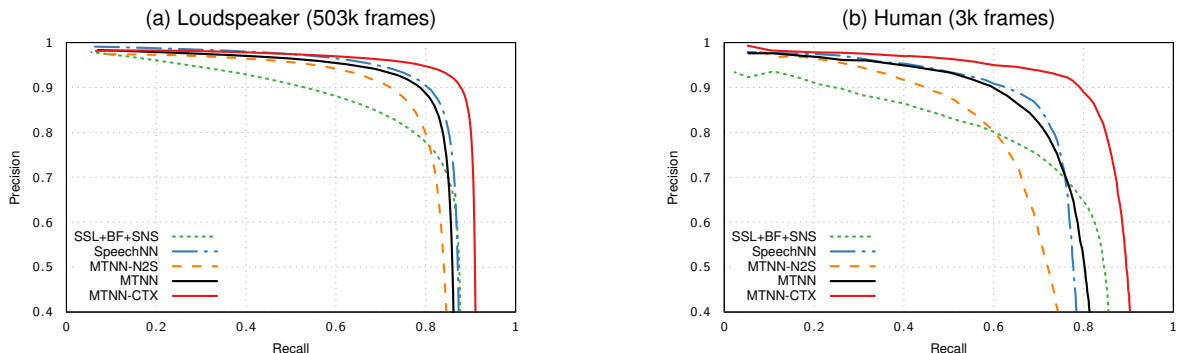 (a) Loudspeaker (503k frames)
1
0.9
0.8
0.7
0.6
0.5
0.4
Precision
SSL+BF+SNS
SpeechNN
MTNN-N2S
MTNN
MTNN-CTX
0 0.2 0.4 0.6 0.8 1
Recall
(b) Human (3k frames)
1
0.9
0.8
0.7
0.6
0.5
0.4
Precision
SSL+BF+SNS
SpeechNN
MTNN-N2S
MTNN
MTNN-CTX
0 0.2 0.4 0.6 0.8 1
Recall